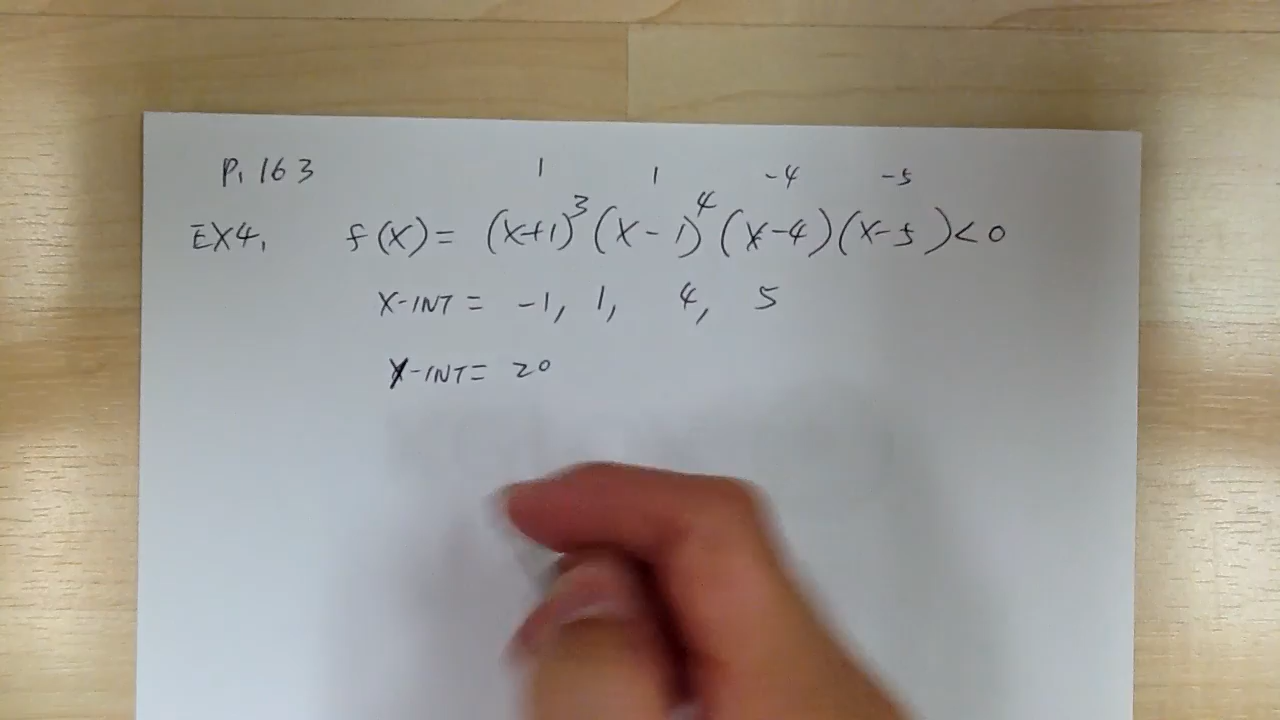 P. 163
1 1 -4 -5
EX4. f(x) = (x+1)³(x-1)⁴(x-4)(x-5)<0
X-INT = -1, 1, 4, 5
Y-INT = 20